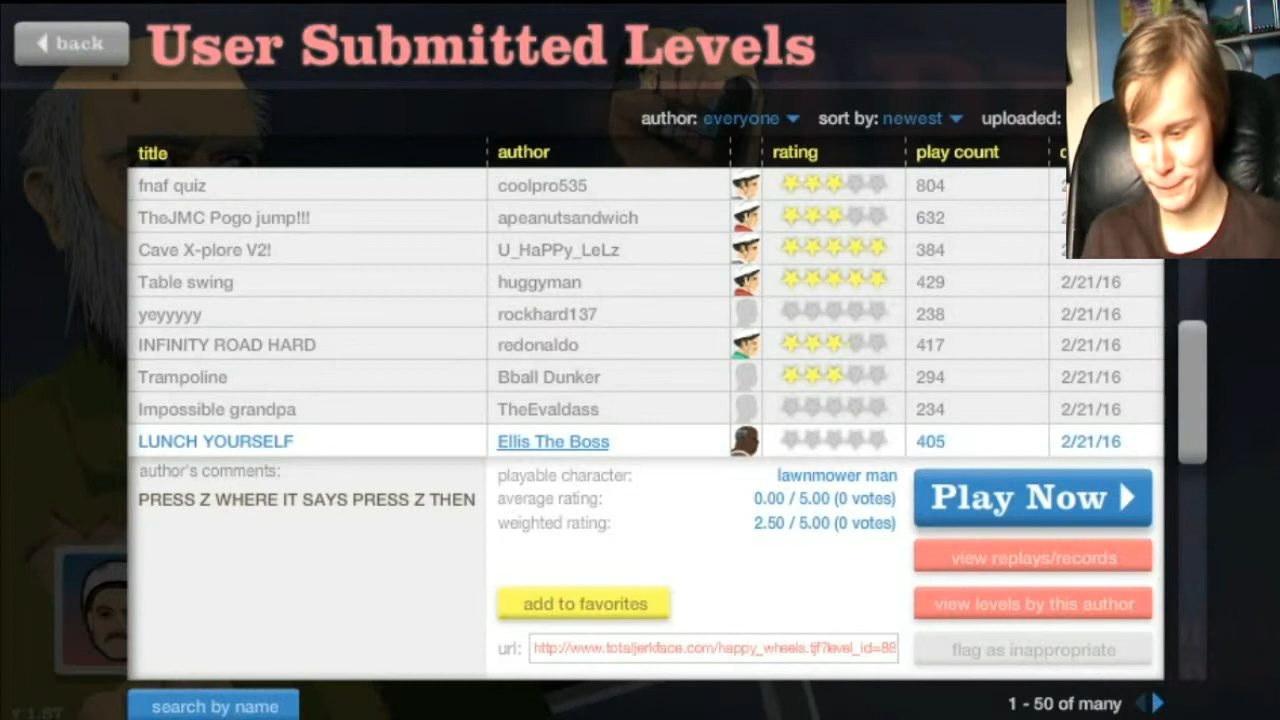 back
User Submitted Levels
author: everyone sort by: newest uploaded:
title author rating play count
fnaf quiz coolpro535 804
TheJMC Pogo jump!!! apeanutsandwich 632
Cave X-plore V2! U_HaPPy_LeLz 384
Table swing huggyman 429 2/21/16
yeyyyyy rockhard137 238 2/21/16
INFINITY ROAD HARD redonaldo 417 2/21/16
Trampoline Bball Dunker 294 2/21/16
Impossible grandpa TheEvaldass 234 2/21/16
LUNCH YOURSELF Ellis The Boss 405 2/21/16
author's comments:
PRESS Z WHERE IT SAYS PRESS Z THEN
playable character: lawnmower man
average rating: 0.00 / 5.00 (0 votes)
weighted rating: 2.50 / 5.00 (0 votes)
Play Now
view replays/records
add to favorites
view levels by this author
url: http://www.totaljerkface.com/happy_wheels.tjf?level_id=88
flag as inappropriate
search by name
1 - 50 of many